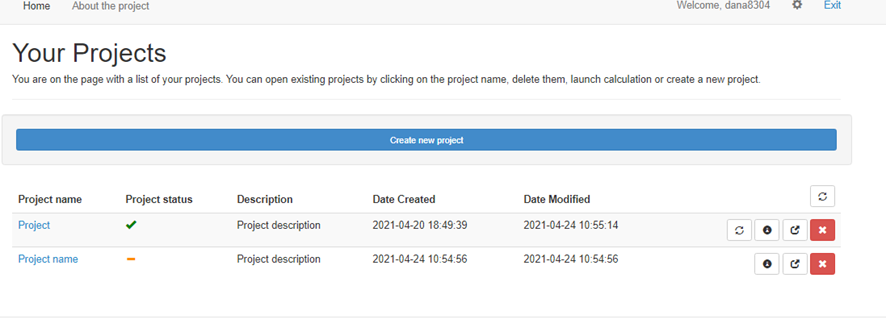 Home About the project Welcome, dana8304 Exit
Your Projects
You are on the page with a list of your projects. You can open existing projects by clicking on the project name, delete them, launch calculation or create a new project.
Create new project
Project name Project status Description Date Created Date Modified
Project Project description 2021-04-20 18:49:39 2021-04-24 10:55:14
Project name Project description 2021-04-24 10:54:56 2021-04-24 10:54:56